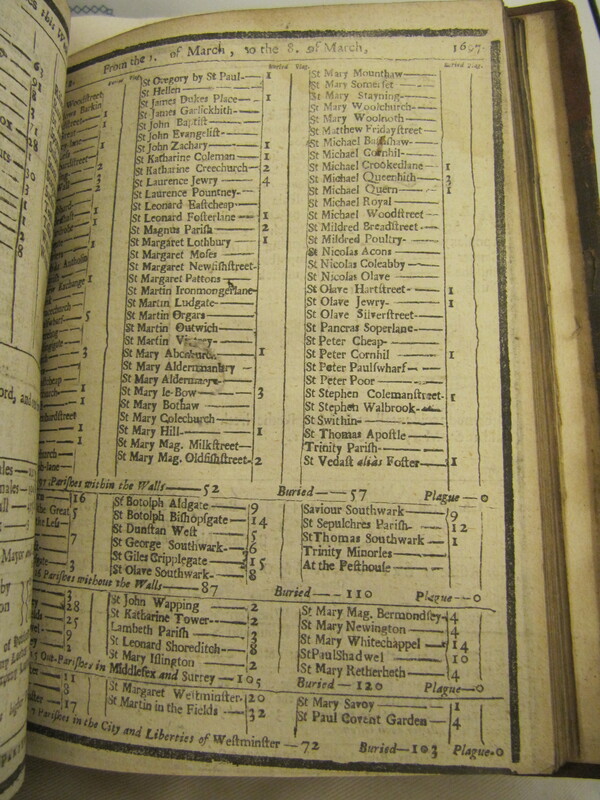 From the 1. of March, to the 8. of March, 1697.
Buried Plag.
Buried Plag.
St Gregory by St Paul— 1
St Hellen
St James Dukes Place— 1
St James Garlickhith—
St John Baptist—
St John Evangelist—
St John Zachary— 1
St Katharine Coleman— 1
St Katharine Creechurch— 2
St Laurence Jewry— 4
St Laurence Pountney-
St Leonard Eastcheap—
St Leonard Fosterlane— 1
St Magnus Parish— 2
St Margaret Lothbury— 1
St Margaret Moses—
St Margaret Newfishstreet-
St Margaret Pattons—
St Martin Ironmongerlane-
St Martin Ludgate—
St Martin Orgars—
St Martin Outwich—
St Martin
St Mary Abchurch— 1
St Mary Aldermanbury—
St Mary Aldermary-
St Mary le-Bow— 3
St Mary Bothaw—
St Mary Colechurch—
St Mary Hill— 1
St Mary Mag. Milkstreet—
St Mary Mag. Oldfishstreet- 2
St Mary Mounthaw—
St Mary Somerset—
St Mary Stayning—
St Mary Woolchurch—
St Mary Woolnoth—
St Matthew Fridaystreet—
St Michael Bassishaw—
St Michael Cornhil—
St Michael Crookedlane— 1
St Michael Queenhith— 3
St Michael Quern— 1
St Michael Royal—
St Michael Woodstreet—
St Mildred Breadstreet—
St Mildred Poultry-
St Nicolas Acons—
St Nicolas Coleabby—
St Nicolas Olave—
St Olave Hartstreet— 1
St Olave Jewry— 1
St Olave Silverstreet—
St Pancras Soperlane-
St Peter Cheap-
St Peter Cornhil— 1
St Peter Paulswharf—
St Peter Poor—
St Stephen Colemanstreet- 1
St Stephen Walbrook-
St Swithin—
St Thomas Apostle—
Trinity Parish—
St Vedast alias Foster— 1
Parishes within the Walls— 52 Buried— 57 Plague— 0
St Botolph Aldgate— 9
St Botolph Bishopsgate— 14
St Dunstan West— 5
St George Southwark- 6
St Giles Cripplegate— 15
St Olave Southwark- 8
Saviour Southwark— 9
St Sepulchres Parish— 12
St Thomas Southwark— 1
Trinity Minories—
At the Pesthouse—
Parishes without the Walls— 87 Buried— 110 Plague— 0
St John Wapping— 2
St Katharine Tower— 2
Lambeth Parish— 3
St Leonard Shoreditch— 8
St Mary Islington— 2
St Mary Mag. Bermondsey- 4
St Mary Newington— 4
St Mary Whitechappel— 14
St Paul Shadwel— 10
St Mary Retherheth— 4
Out-Parishes in Middlesex and Surrey— 105 Buried— 120 Plague— 0
St Margaret Westminster- 20
St Martin in the Fields— 32
St Mary Savoy— 1
St Paul Covent Garden— 4
Parishes in the City and Liberties of Westminster— 72 Buried— 103 Plague- 0